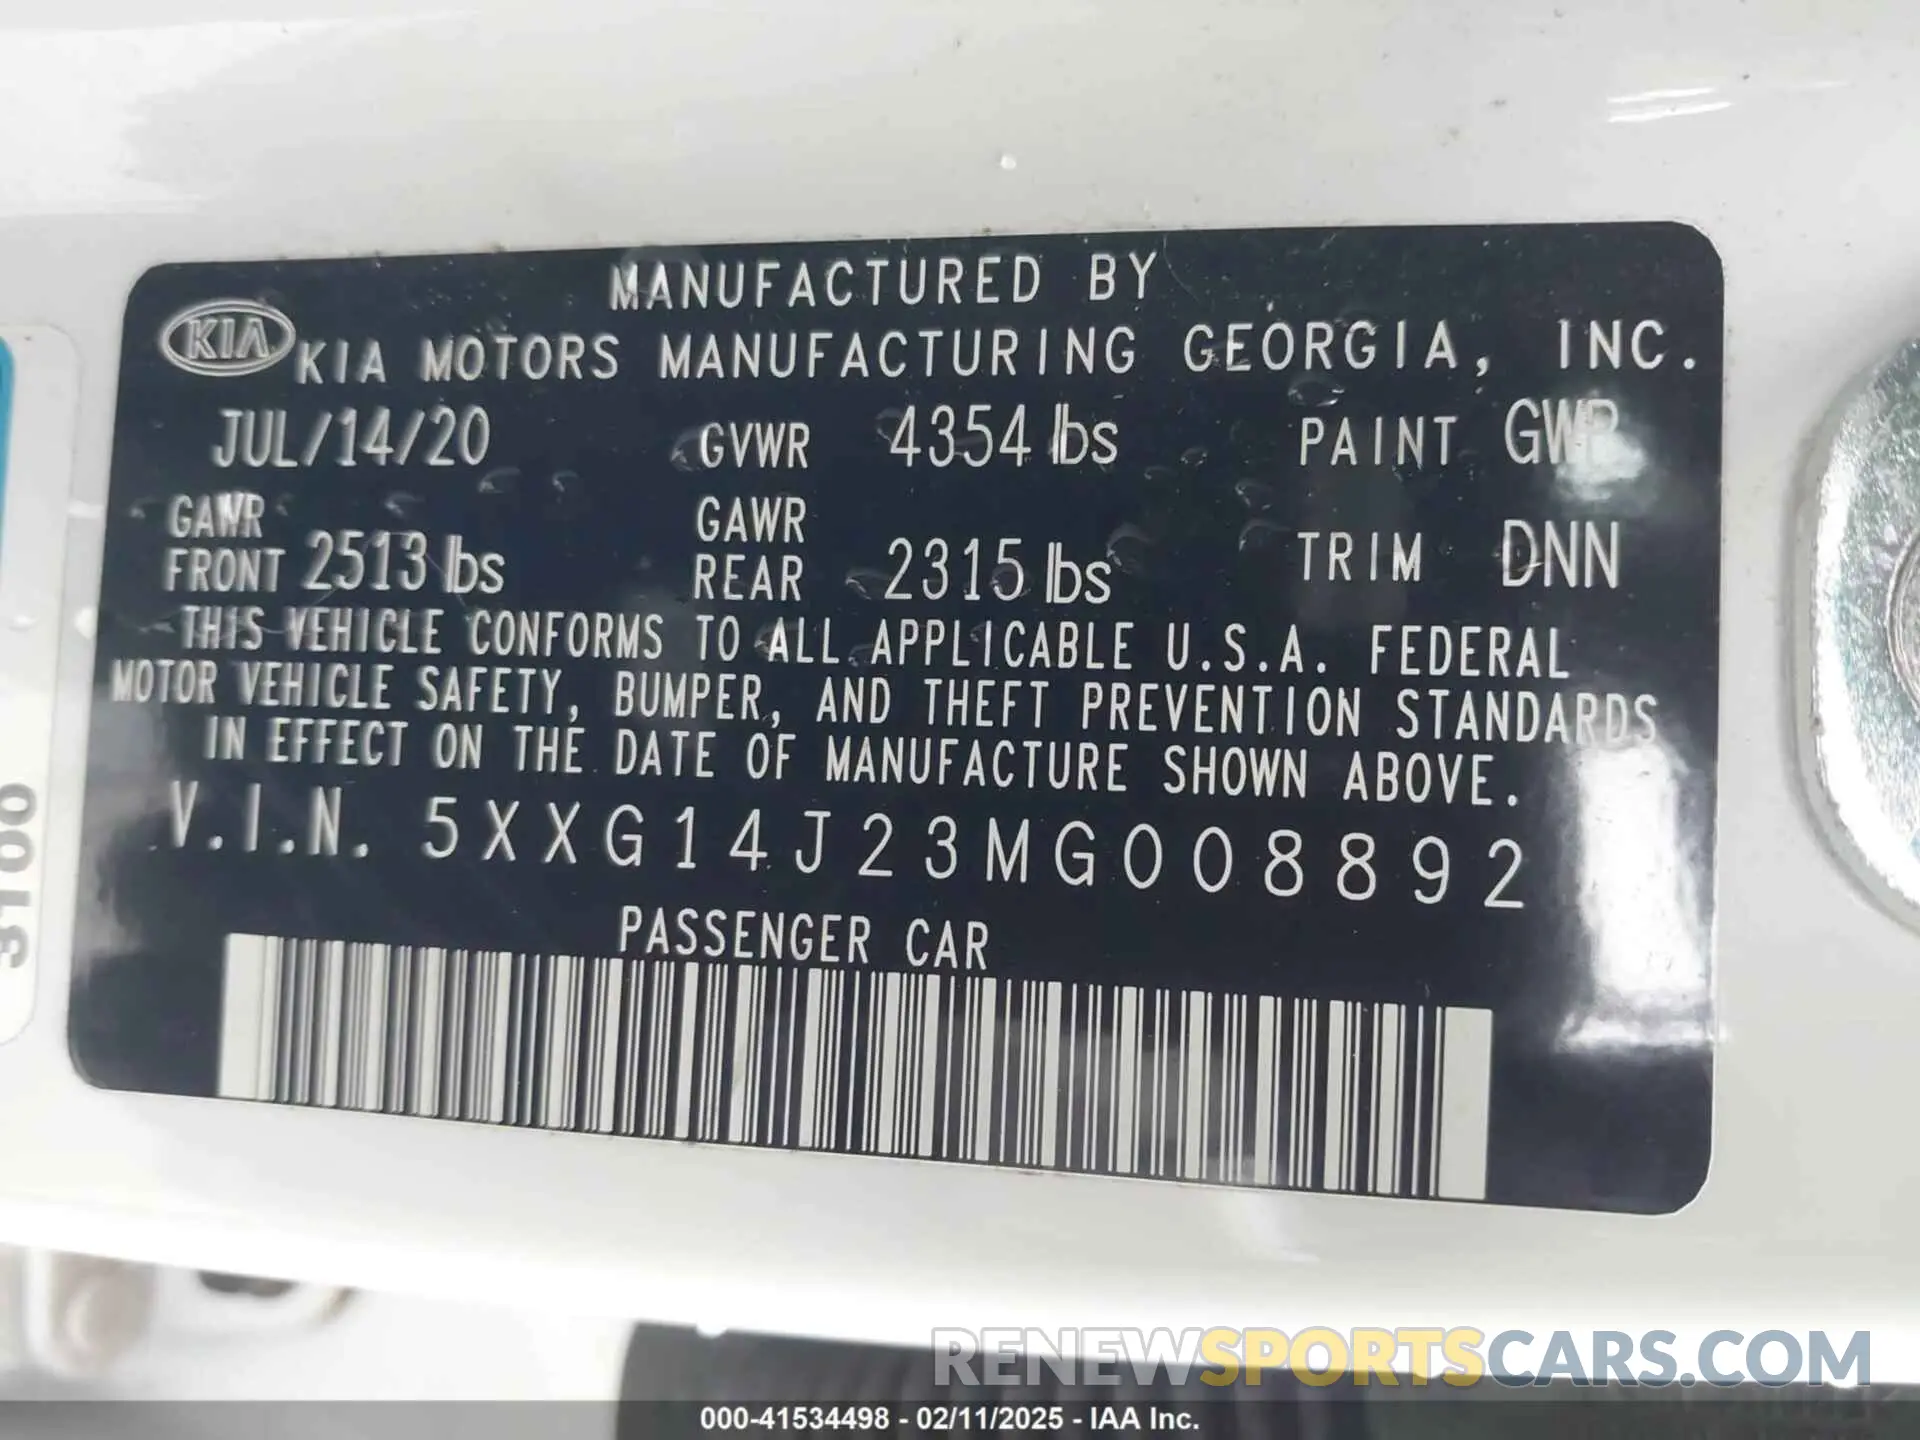 MANUFACTURED BY
KIA KIA MOTORS MANUFACTURING GEORGIA, INC.
JUL/14/20 GVWR 4354 lbs PAINT GWP
GAWR FRONT 2513 lbs GAWR REAR 2315 lbs TRIM DNN
THIS VEHICLE CONFORMS TO ALL APPLICABLE U.S.A. FEDERAL
MOTOR VEHICLE SAFETY, BUMPER, AND THEFT PREVENTION STANDARDS
IN EFFECT ON THE DATE OF MANUFACTURE SHOWN ABOVE.
V.I.N. 5XXG14J23MG008892
PASSENGER CAR
3100
RENEWSPORTSCARS.COM
000-41534498 - 02/11/2025 - IAA Inc.